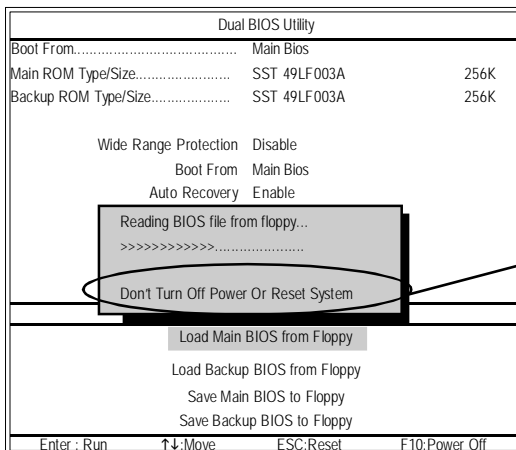 Dual BIOS Utility
Boot From......................................... Main Bios
Main ROM Type/Size........................ SST 49LF003A 256K
Backup ROM Type/Size.................... SST 49LF003A 256K
Wide Range Protection Disable
Boot From Main Bios
Auto Recovery Enable
Reading BIOS file from floppy...
>>>>>>>>>>>>......................
Don't Turn Off Power Or Reset System
Load Main BIOS from Floppy
Load Backup BIOS from Floppy
Save Main BIOS to Floppy
Save Backup BIOS to Floppy
Enter : Run ↑↓:Move ESC:Reset F10:Power Off